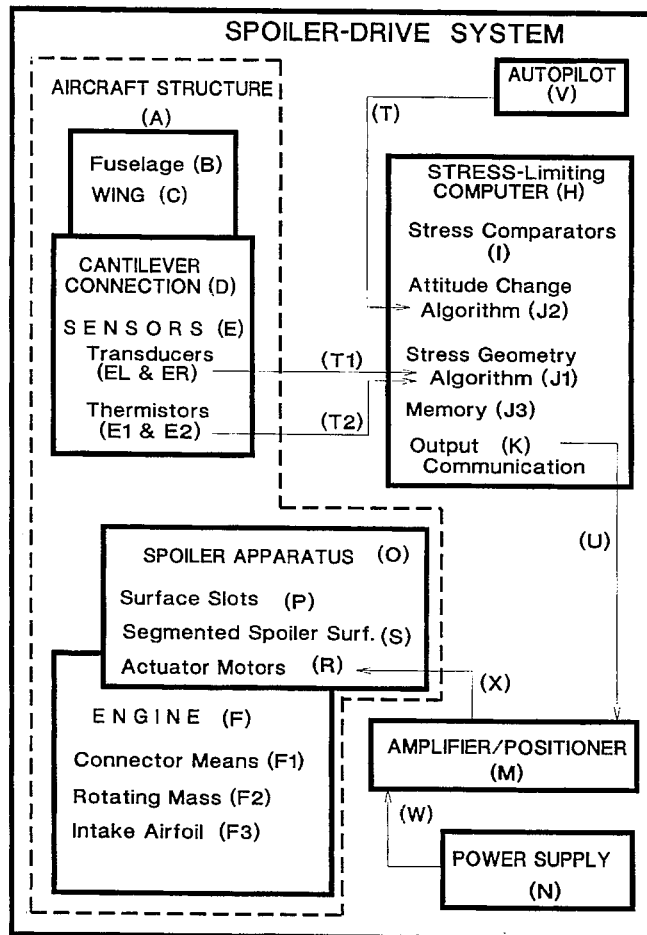 SPOILER-DRIVE SYSTEM
AIRCRAFT STRUCTURE
(A)
Fuselage (B)
WING (C)
CANTILEVER
CONNECTION (D)
SENSORS (E)
Transducers
(EL & ER)
Thermistors
(E1 & E2)
(T1)
(T2)
(T)
AUTOPILOT
(V)
STRESS-Limiting
COMPUTER (H)
Stress Comparators
(I)
Attitude Change
Algorithm (J2)
Stress Geometry
Algorithm (J1)
Memory (J3)
Output (K)
Communication
(U)
SPOILER APPARATUS (O)
Surface Slots (P)
Segmented Spoiler Surf. (S)
Actuator Motors (R)
(X)
ENGINE (F)
Connector Means (F1)
Rotating Mass (F2)
Intake Airfoil (F3)
AMPLIFIER/POSITIONER
(M)
(W)
POWER SUPPLY
(N)